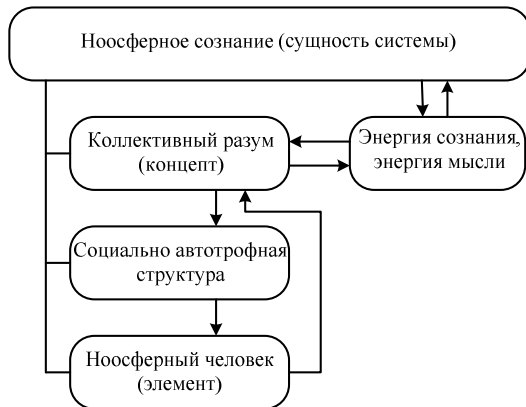 Ноосферное сознание (сущность системы)
Коллективный разум
(концепт)
Энергия сознания,
энергия мысли
Социально автотрофная
структура
Ноосферный человек
(элемент)